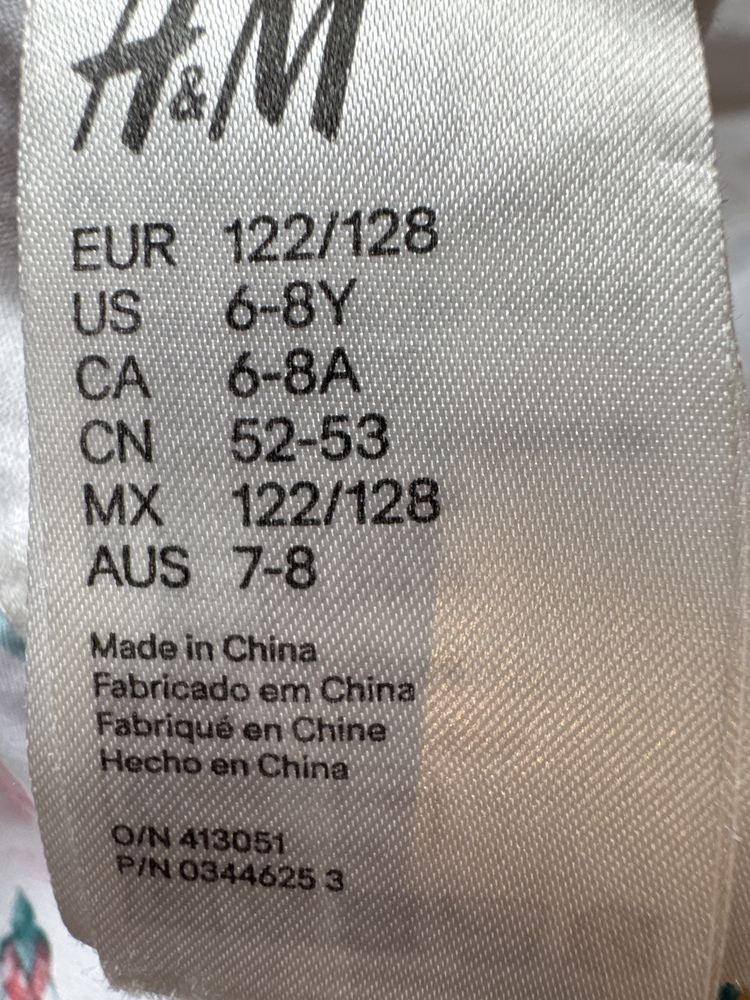 H&M
EUR 122/128
US 6-8Y
CA 6-8A
CN 52-53
MX 122/128
AUS 7-8
Made in China
Fabricado em China
Fabriqué en Chine
Hecho en China
O/N 413051
P/N 0344625 3